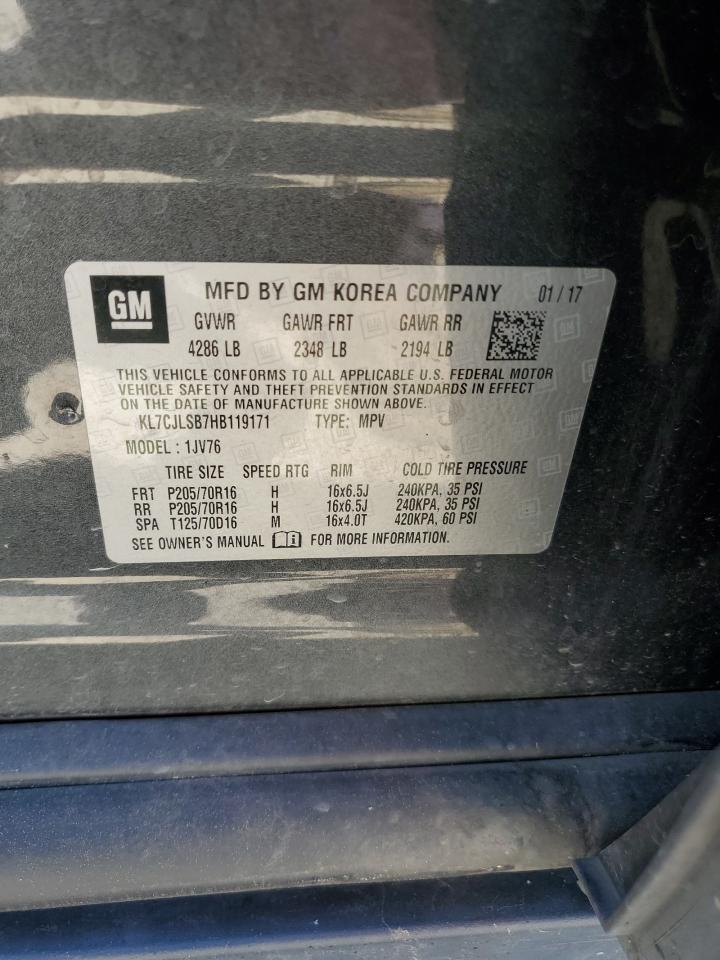 GM MFD BY GM KOREA COMPANY 01 / 17
GVWR GAWR FRT GAWR RR
4286 LB 2348 LB 2194 LB
THIS VEHICLE CONFORMS TO ALL APPLICABLE U.S. FEDERAL MOTOR
VEHICLE SAFETY AND THEFT PREVENTION STANDARDS IN EFFECT
ON THE DATE OF MANUFACTURE SHOWN ABOVE.
KL7CJLSB7HB119171 TYPE: MPV
MODEL : 1JV76
TIRE SIZE SPEED RTG RIM COLD TIRE PRESSURE
FRT P205/70R16 H 16x6.5J 240KPA, 35 PSI
RR P205/70R16 H 16x6.5J 240KPA, 35 PSI
SPA T125/70D16 M 16x4.0T 420KPA, 60 PSI
SEE OWNER'S MANUAL FOR MORE INFORMATION.